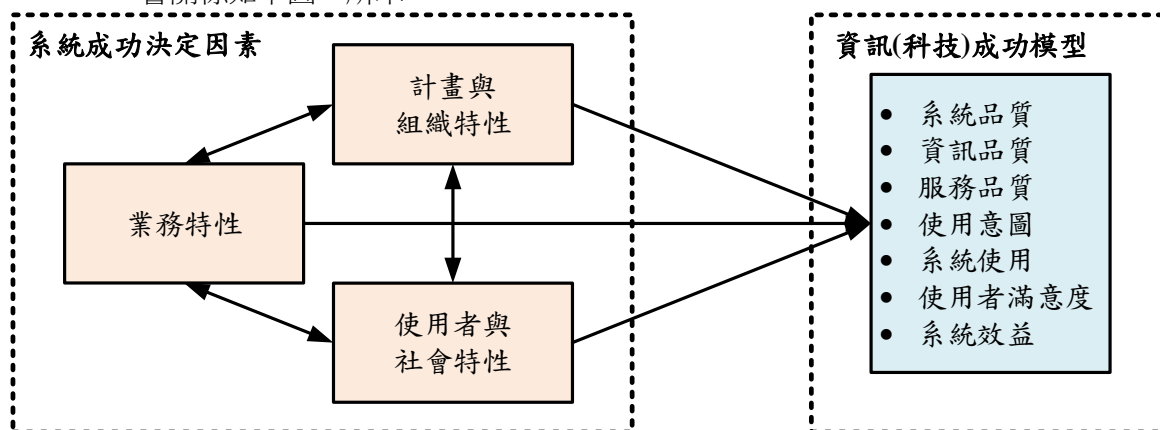 系統成功決定因素
計畫與
組織特性
業務特性
使用者與
社會特性
資訊(科技)成功模型
• 系統品質
• 資訊品質
• 服務品質
• 使用意圖
• 系統使用
• 使用者滿意度
• 系統效益